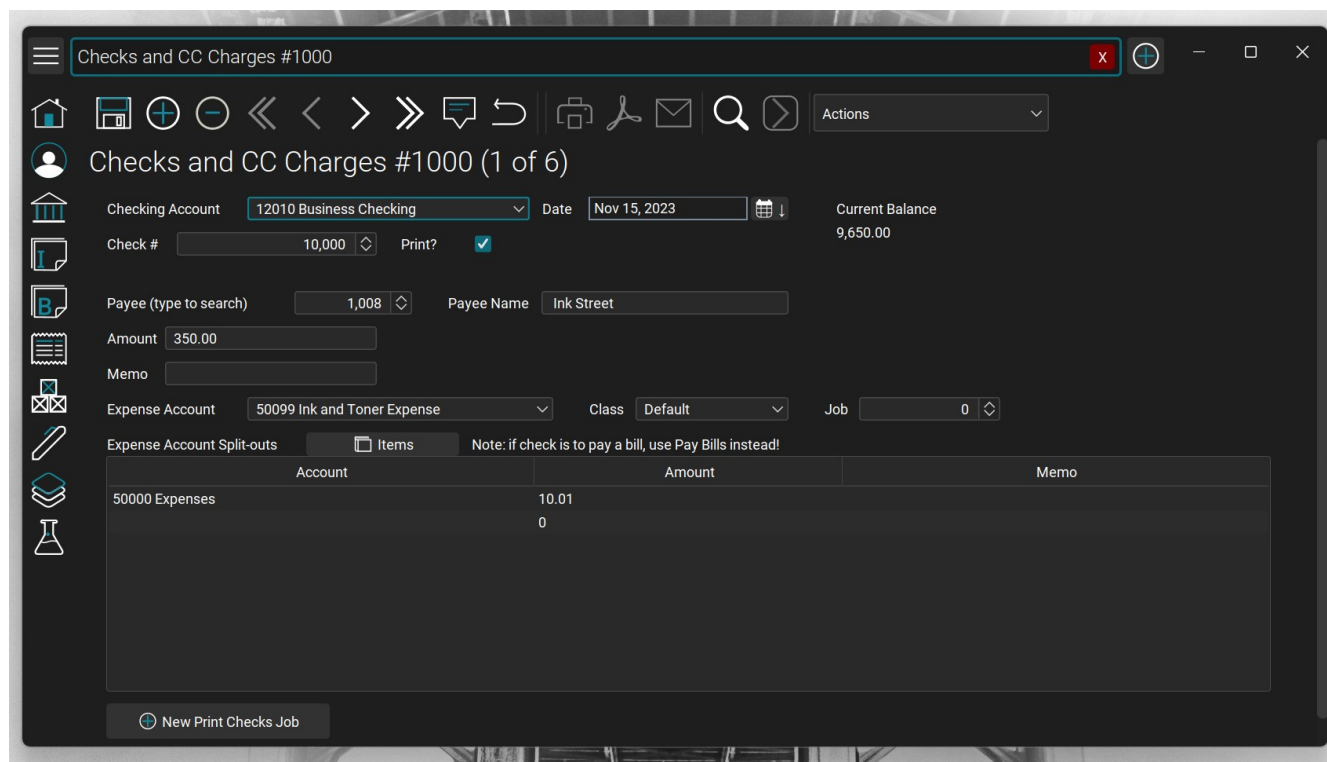 Checks and CC Charges #1000 X
Actions
Checks and CC Charges #1000 (1 of 6)
Checking Account 12010 Business Checking Date Nov 15, 2023 Current Balance
9,650.00
Check # 10,000 Print?
Payee (type to search) 1,008 Payee Name Ink Street
Amount 350.00
Memo
Expense Account 50099 Ink and Toner Expense Class Default Job 0
Expense Account Split-outs Items Note: if check is to pay a bill, use Pay Bills instead!
Account Amount Memo
50000 Expenses 10.01
0
New Print Checks Job
I
B